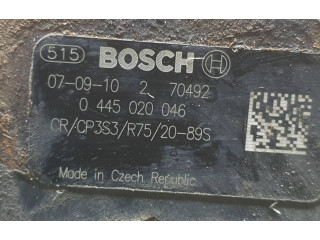 515 BOSCH
07-09-10 2 70492
0 445 020 046
CR/CP3S3/R75/20-89S
Made in Czech Republic